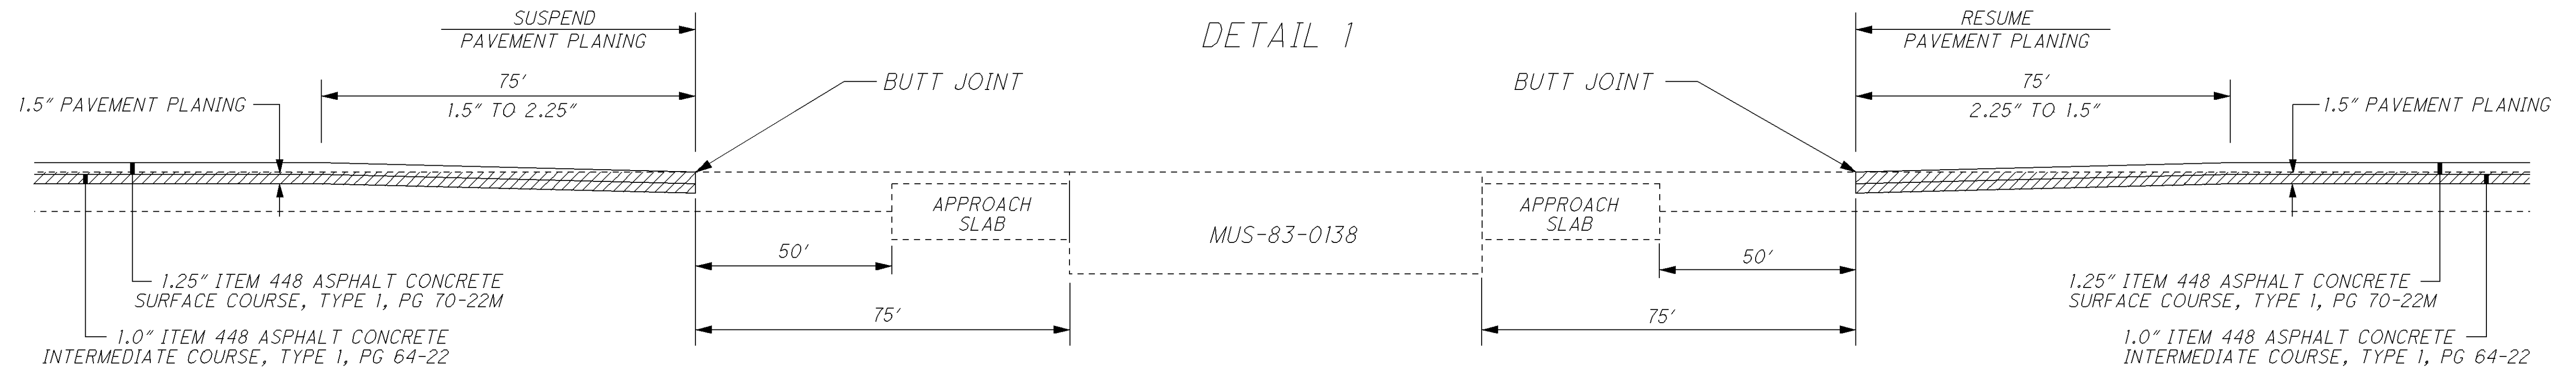 DETAIL 1
SUSPEND
PAVEMENT PLANING
75'
1.5" TO 2.25"
1.5" PAVEMENT PLANING
BUTT JOINT
BUTT JOINT
RESUME
PAVEMENT PLANING
75'
2.25" TO 1.5"
1.5" PAVEMENT PLANING
APPROACH
SLAB
MUS-83-0138
APPROACH
SLAB
50'
50'
75'
75'
1.25" ITEM 448 ASPHALT CONCRETE
SURFACE COURSE, TYPE 1, PG 70-22M
1.0" ITEM 448 ASPHALT CONCRETE
INTERMEDIATE COURSE, TYPE 1, PG 64-22
1.25" ITEM 448 ASPHALT CONCRETE
SURFACE COURSE, TYPE 1, PG 70-22M
1.0" ITEM 448 ASPHALT CONCRETE
INTERMEDIATE COURSE, TYPE 1, PG 64-22